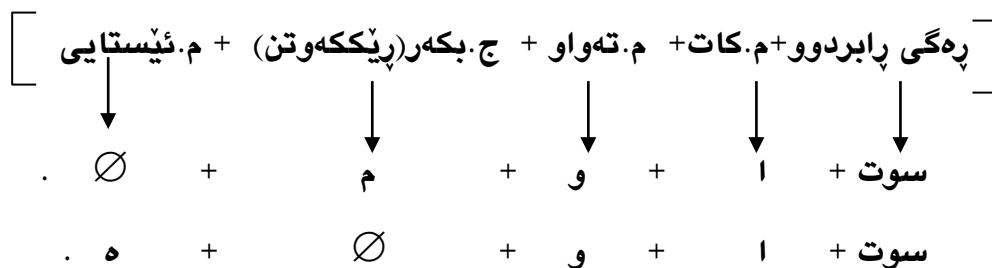 [ ڕەگی ڕابردوو+م.کات+ م.تەواو + ج.بکەر(ڕێککەوتن) + م.ئێستایی ]
سوت + ا + و + م + ∅ .
سوت + ا + و + ∅ + ە .